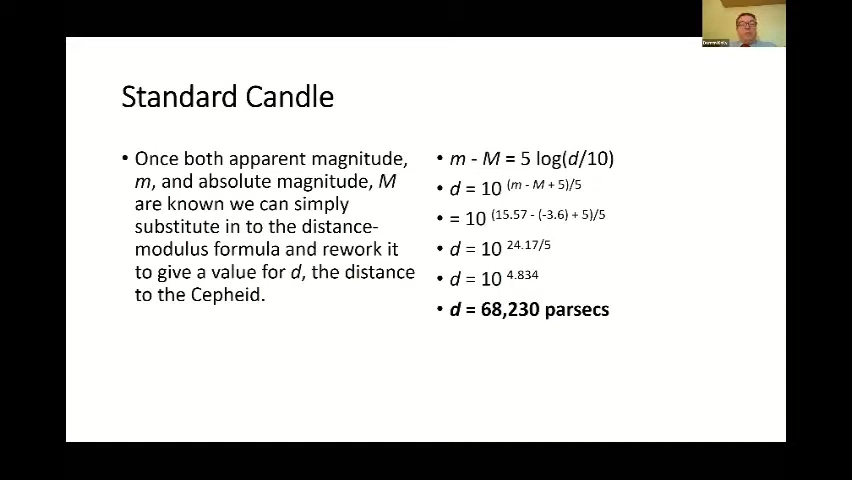 Standard Candle
• Once both apparent magnitude,
m, and absolute magnitude, M
are known we can simply
substitute in to the distance-
modulus formula and rework it
to give a value for d, the distance
to the Cepheid.
• m - M = 5 log(d/10)
• d = 10 (m - M + 5)/5
• = 10 (15.57 - (-3.6) + 5)/5
• d = 10 24.17/5
• d = 10 4.834
• d = 68,230 parsecs